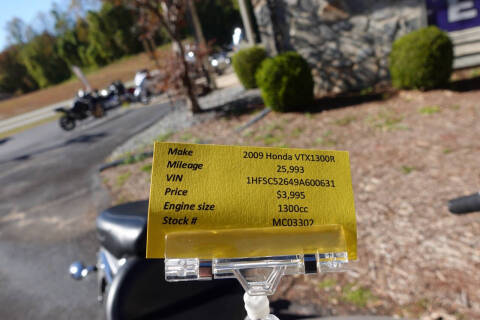 E
Make 2009 Honda VTX1300R
Mileage 25,993
VIN 1HFSC52649A600631
Price $3,995
Engine size 1300cc
Stock # MC03302